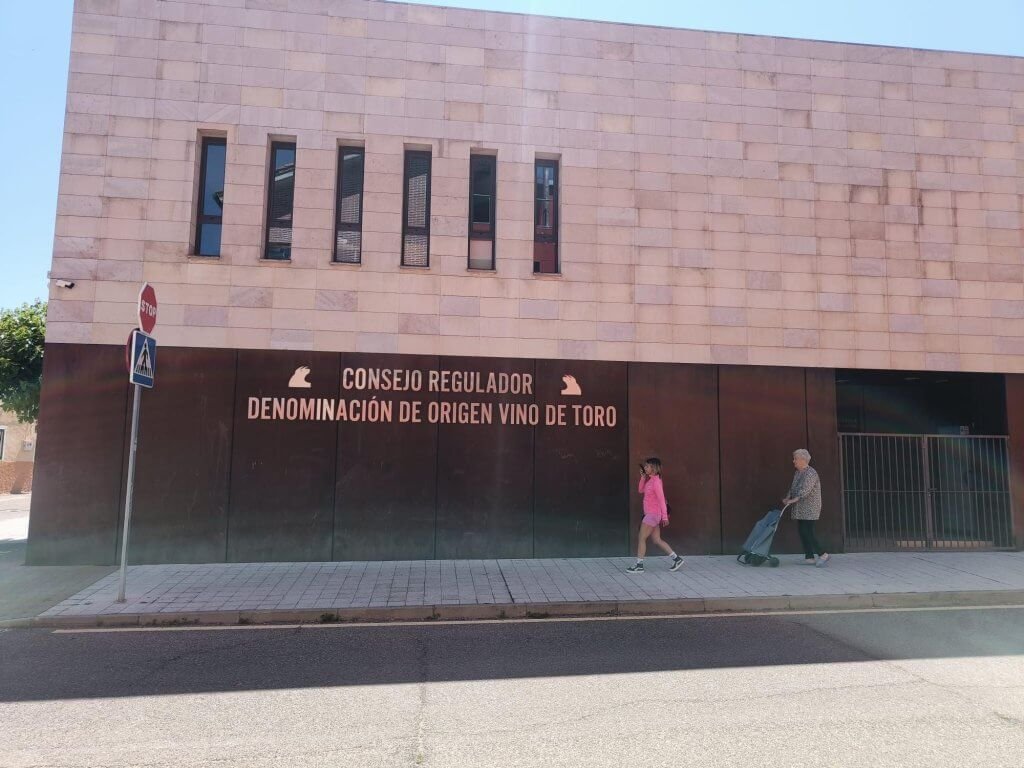 STOP
CONSEJO REGULADOR
DENOMINACIÓN DE ORIGEN VINO DE TORO